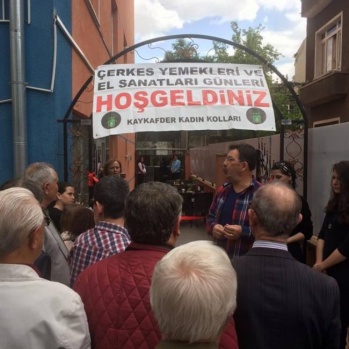 ÇERKES YEMEKLERİ VE
EL SANATLARI GÜNLERİ
HOŞGELDİNİZ
KAYKAFDER KADIN KOLLARI